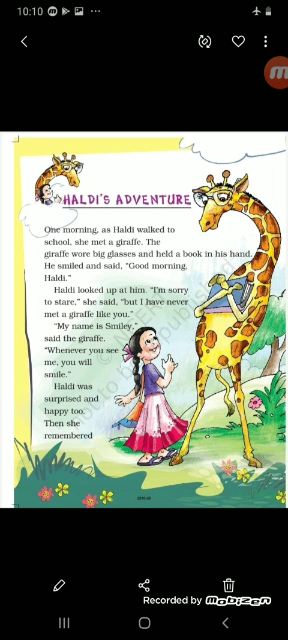 10:10
HALDI'S ADVENTURE
One morning, as Haldi walked to
school, she met a giraffe. The
giraffe wore big glasses and held a book in his hand.
He smiled and said, "Good morning,
Haldi."
Haldi looked up at him. "I'm sorry
to stare," she said, "but I have never
met a giraffe like you."
"My name is Smiley,"
said the giraffe.
"Whenever you see
me, you will
smile."
Haldi was
surprised and
happy too.
Then she
remembered
Recorded by mobizen